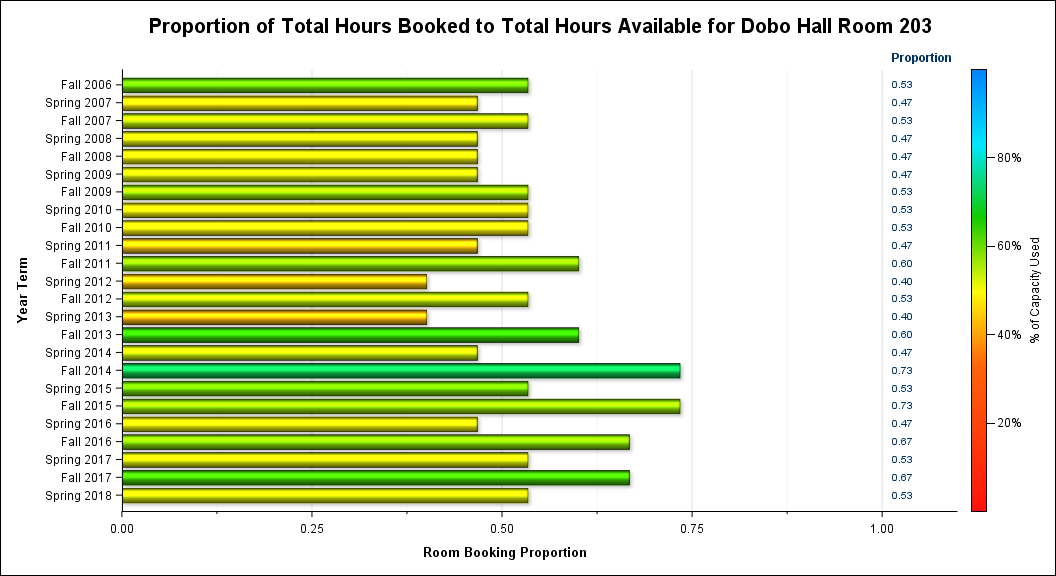 Proportion of Total Hours Booked to Total Hours Available for Dobo Hall Room 203
Proportion
Fall 2006 0.53
Spring 2007 0.47
Fall 2007 0.53
Spring 2008 0.47
Fall 2008 0.47
Spring 2009 0.47
Fall 2009 0.53
Spring 2010 0.53
Fall 2010 0.53
Spring 2011 0.47
Fall 2011 0.60
Spring 2012 0.40
Fall 2012 0.53
Spring 2013 0.40
Fall 2013 0.60
Spring 2014 0.47
Fall 2014 0.73
Spring 2015 0.53
Fall 2015 0.73
Spring 2016 0.47
Fall 2016 0.67
Spring 2017 0.53
Fall 2017 0.67
Spring 2018 0.53
Year Term
0.00 0.25 0.50 0.75 1.00
Room Booking Proportion
80%
60%
40%
20%
% of Capacity Used